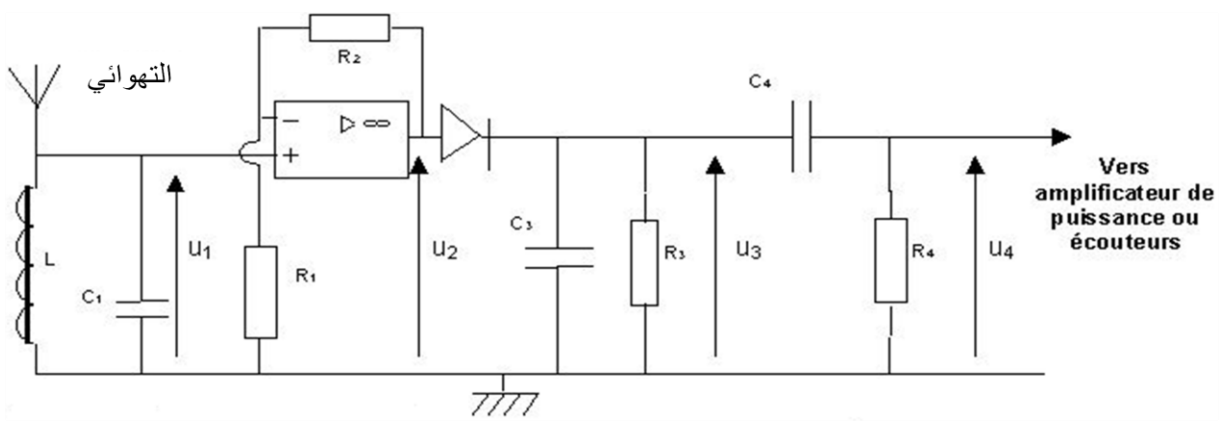 R₂
التهوائي
C₄
▷ ∞
−
+
Vers
amplificateur de
puissance ou
écouteurs
C₃
u₁
u₂
R₃
u₃
R₄
u₄
L
R₁
C₁